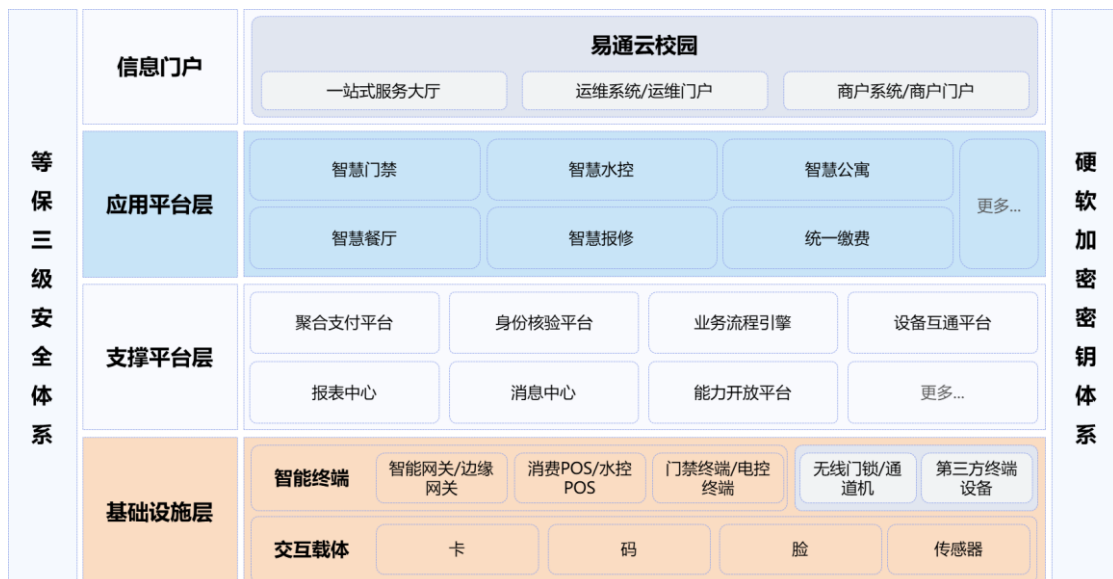 等保三级安全体系
信息门户
易通云校园
一站式服务大厅
运维系统/运维门户
商户系统/商户门户
应用平台层
智慧门禁
智慧水控
智慧公寓
更多...
智慧餐厅
智慧报修
统一缴费
支撑平台层
聚合支付平台
身份核验平台
业务流程引擎
设备互通平台
报表中心
消息中心
能力开放平台
更多...
基础设施层
智能终端
智能网关/边缘
网关
消费POS/水控
POS
门禁终端/电控
终端
无线门锁/通
道机
第三方终端
设备
交互载体
卡
码
脸
传感器
硬软加密密钥体系